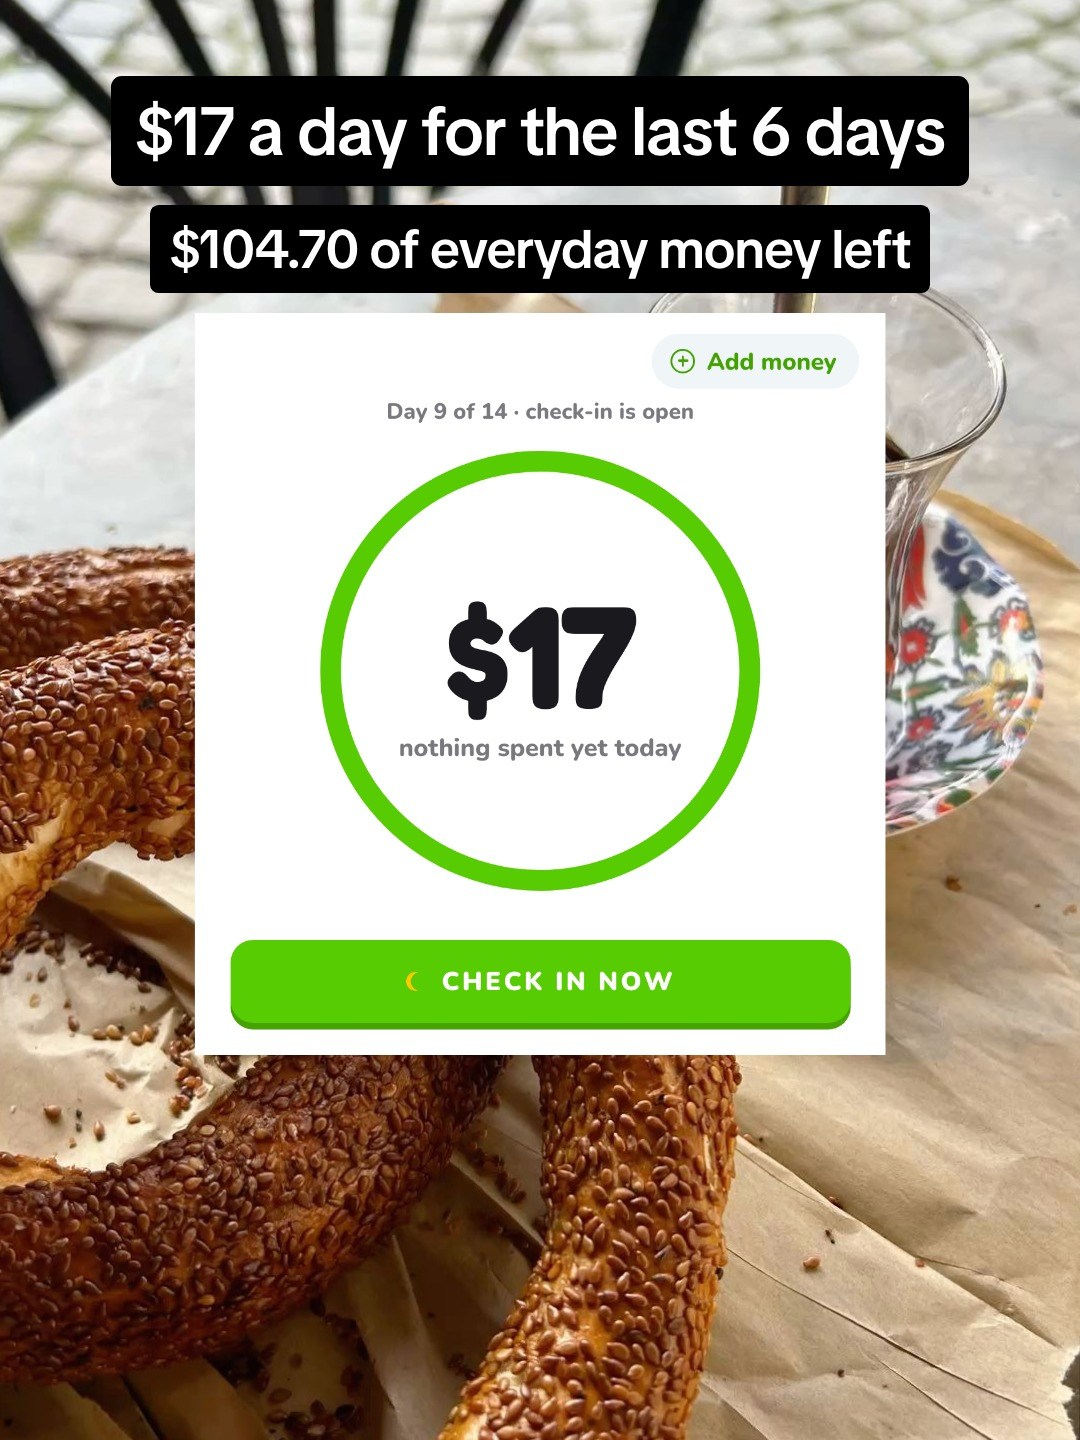 $17 a day for the last 6 days
$104.70 of everyday money left
Add money
Day 9 of 14 · check-in is open
$17
nothing spent yet today
CHECK IN NOW